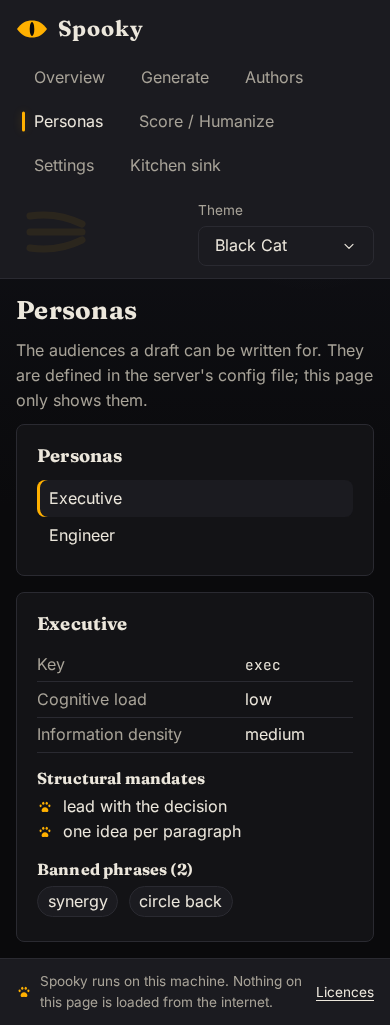 Spooky
Overview Generate Authors
Personas Score / Humanize
Settings Kitchen sink
Theme
Black Cat
Personas
The audiences a draft can be written for. They
are defined in the server's config file; this page
only shows them.
Personas
Executive
Engineer
Executive
Key exec
Cognitive load low
Information density medium
Structural mandates
lead with the decision
one idea per paragraph
Banned phrases (2)
synergy circle back
Spooky runs on this machine. Nothing on
this page is loaded from the internet.
Licences